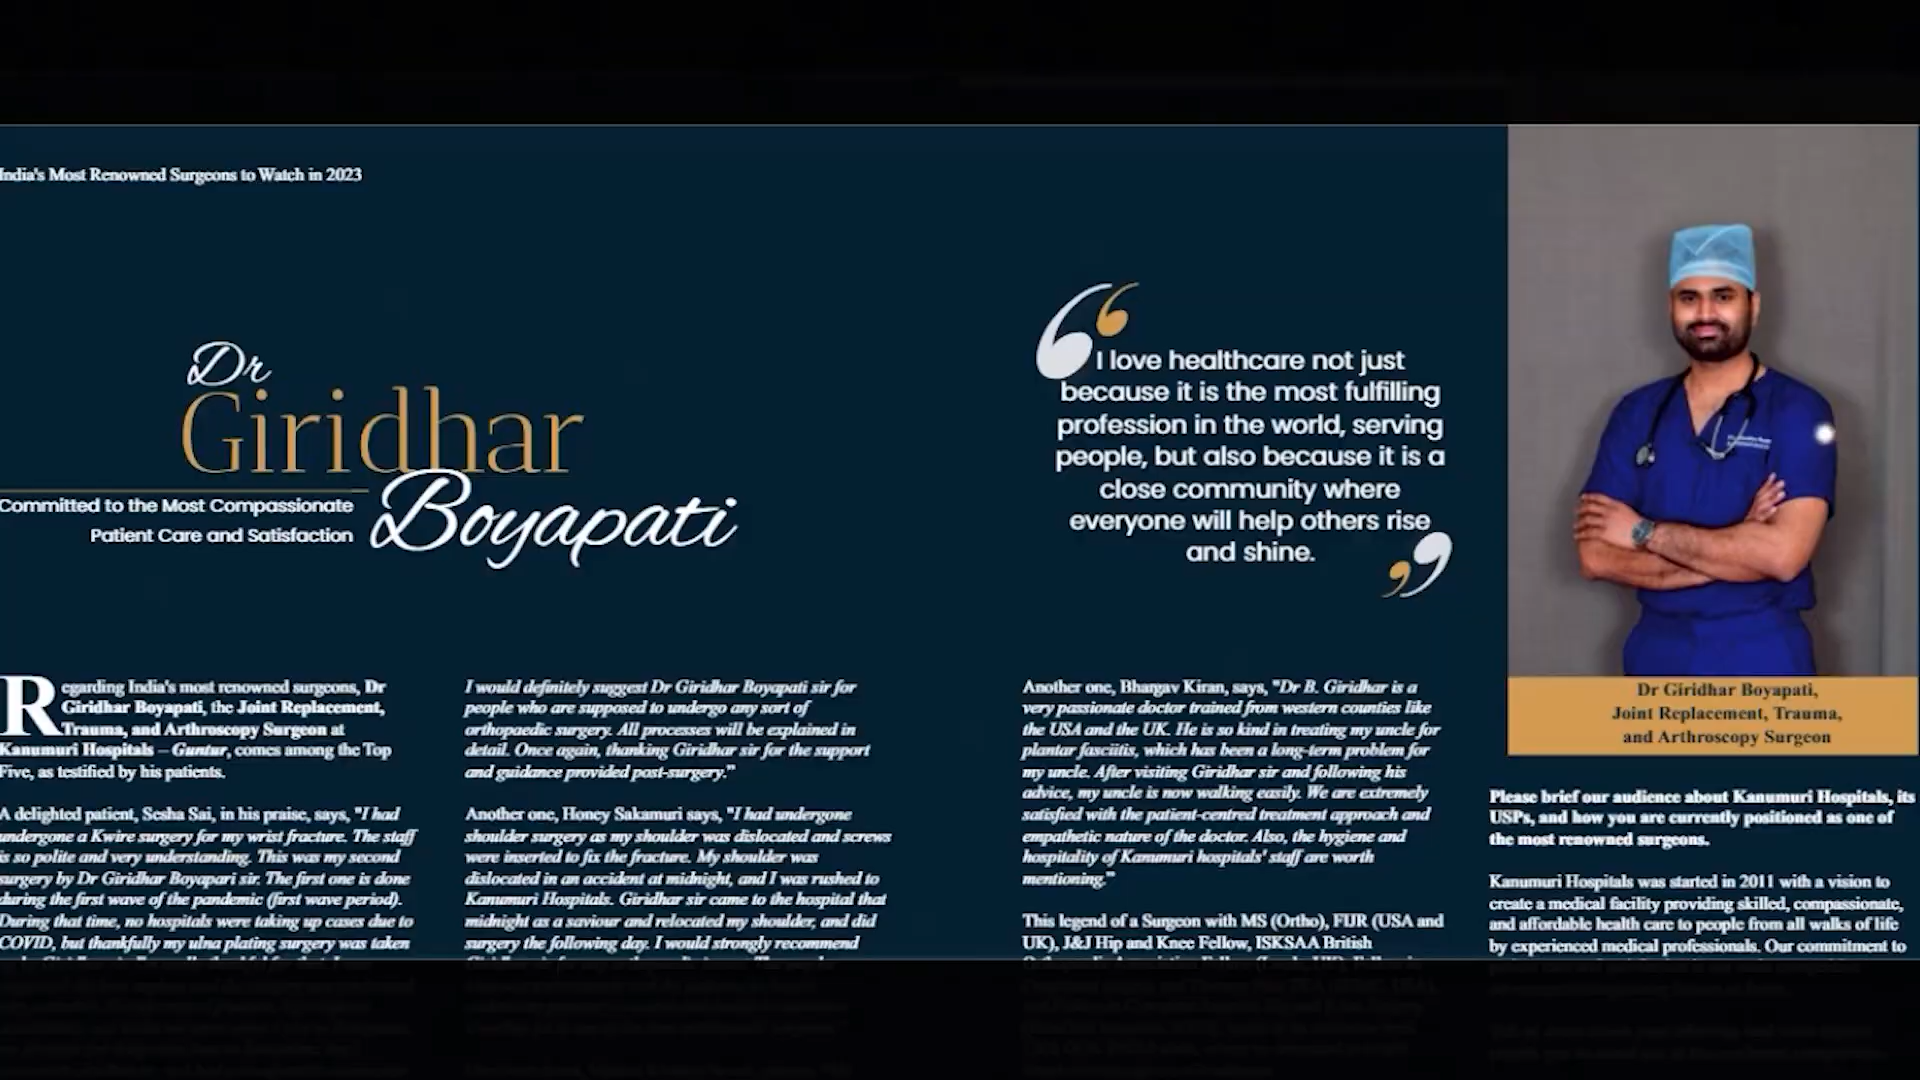 India's Most Renowned Surgeons to Watch in 2023
Dr
Giridhar
Boyapati
Committed to the Most Compassionate
Patient Care and Satisfaction
I love healthcare not just
because it is the most fulfilling
profession in the world, serving
people, but also because it is a
close community where
everyone will help others rise
and shine.
Regarding India's most renowned surgeons, Dr
Giridhar Boyapati, the Joint Replacement,
Trauma, and Arthroscopy Surgeon at
Kanumuri Hospitals – Guntur, comes among the Top
Five, as testified by his patients.
A delighted patient, Sesha Sai, in his praise, says, "I had
undergone a Kwire surgery for my wrist fracture. The staff
is so polite and very understanding. This was my second
surgery by Dr Giridhar Boyapari sir. The first one is done
during the first wave of the pandemic (first wave period).
During that time, no hospitals were taking up cases due to
COVID, but thankfully my ulna plating surgery was taken
I would definitely suggest Dr Giridhar Boyapati sir for
people who are supposed to undergo any sort of
orthopaedic surgery. All processes will be explained in
detail. Once again, thanking Giridhar sir for the support
and guidance provided post-surgery."
Another one, Honey Sakamuri says, "I had undergone
shoulder surgery as my shoulder was dislocated and screws
were inserted to fix the fracture. My shoulder was
dislocated in an accident at midnight, and I was rushed to
Kanumuri Hospitals. Giridhar sir came to the hospital that
midnight as a saviour and relocated my shoulder, and did
surgery the following day. I would strongly recommend
Another one, Bhargav Kiran, says, "Dr B. Giridhar is a
very passionate doctor trained from western counties like
the USA and the UK. He is so kind in treating my uncle for
plantar fasciitis, which has been a long-term problem for
my uncle. After visiting Giridhar sir and following his
advice, my uncle is now walking easily. We are extremely
satisfied with the patient-centred treatment approach and
empathetic nature of the doctor. Also, the hygiene and
hospitality of Kanumuri hospitals' staff are worth
mentioning."
This legend of a Surgeon with MS (Ortho), FIJR (USA and
UK), J&J Hip and Knee Fellow, ISKSAA British
Dr Giridhar Boyapati,
Joint Replacement, Trauma,
and Arthroscopy Surgeon
Please brief our audience about Kanumuri Hospitals, its
USPs, and how you are currently positioned as one of
the most renowned surgeons.
Kanumuri Hospitals was started in 2011 with a vision to
create a medical facility providing skilled, compassionate,
and affordable health care to people from all walks of life
by experienced medical professionals. Our commitment to